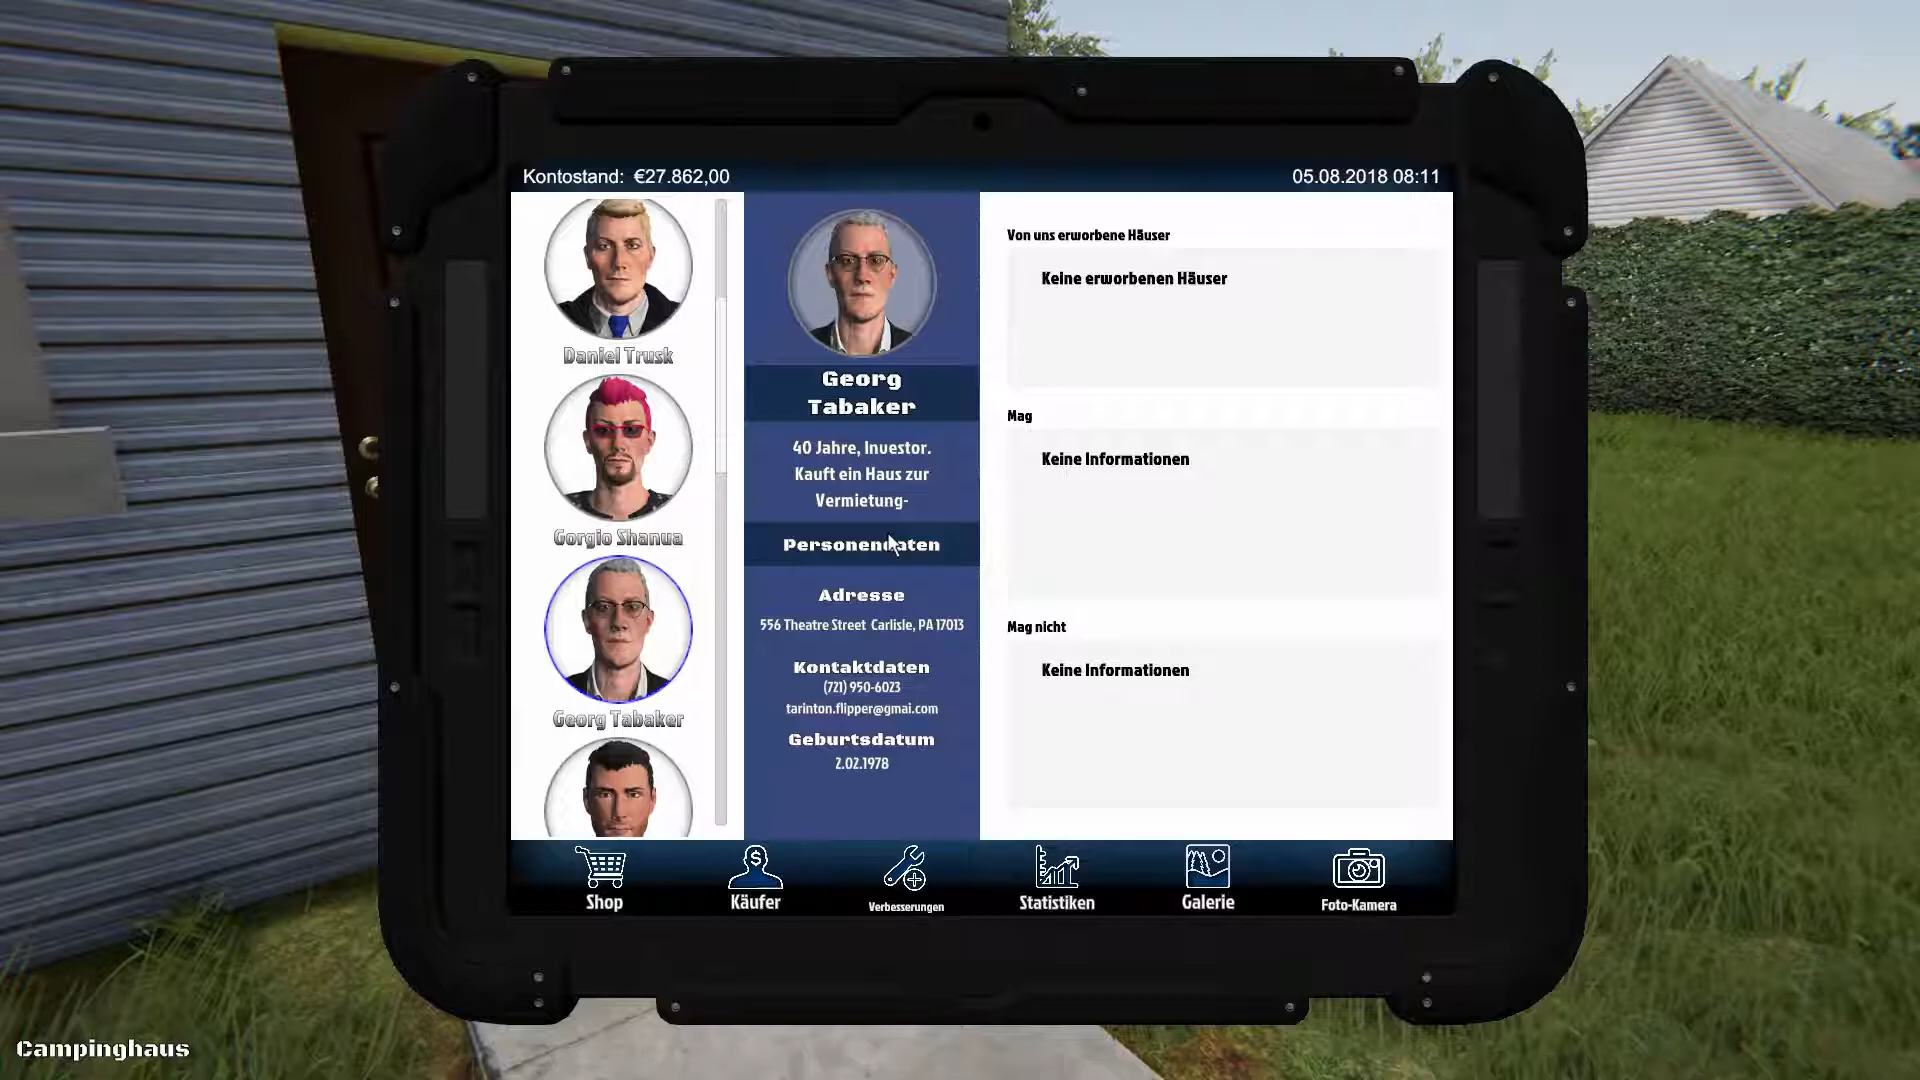 Kontostand: €27.862,00
05.08.2018 08:11
Daniel Trusk
Gorgio Shanua
Georg Tabaker
Georg
Tabaker
40 Jahre, Investor.
Kauft ein Haus zur
Vermietung-
Personendaten
Adresse
556 Theatre Street Carlisle, PA 17013
Kontaktdaten
(721) 950-6023
tarinton.flipper@gmai.com
Geburtsdatum
2.02.1978
Von uns erworbene Häuser
Keine erworbenen Häuser
Mag
Keine Informationen
Mag nicht
Keine Informationen
Shop
Käufer
Verbesserungen
Statistiken
Galerie
Foto-Kamera
Campinghaus